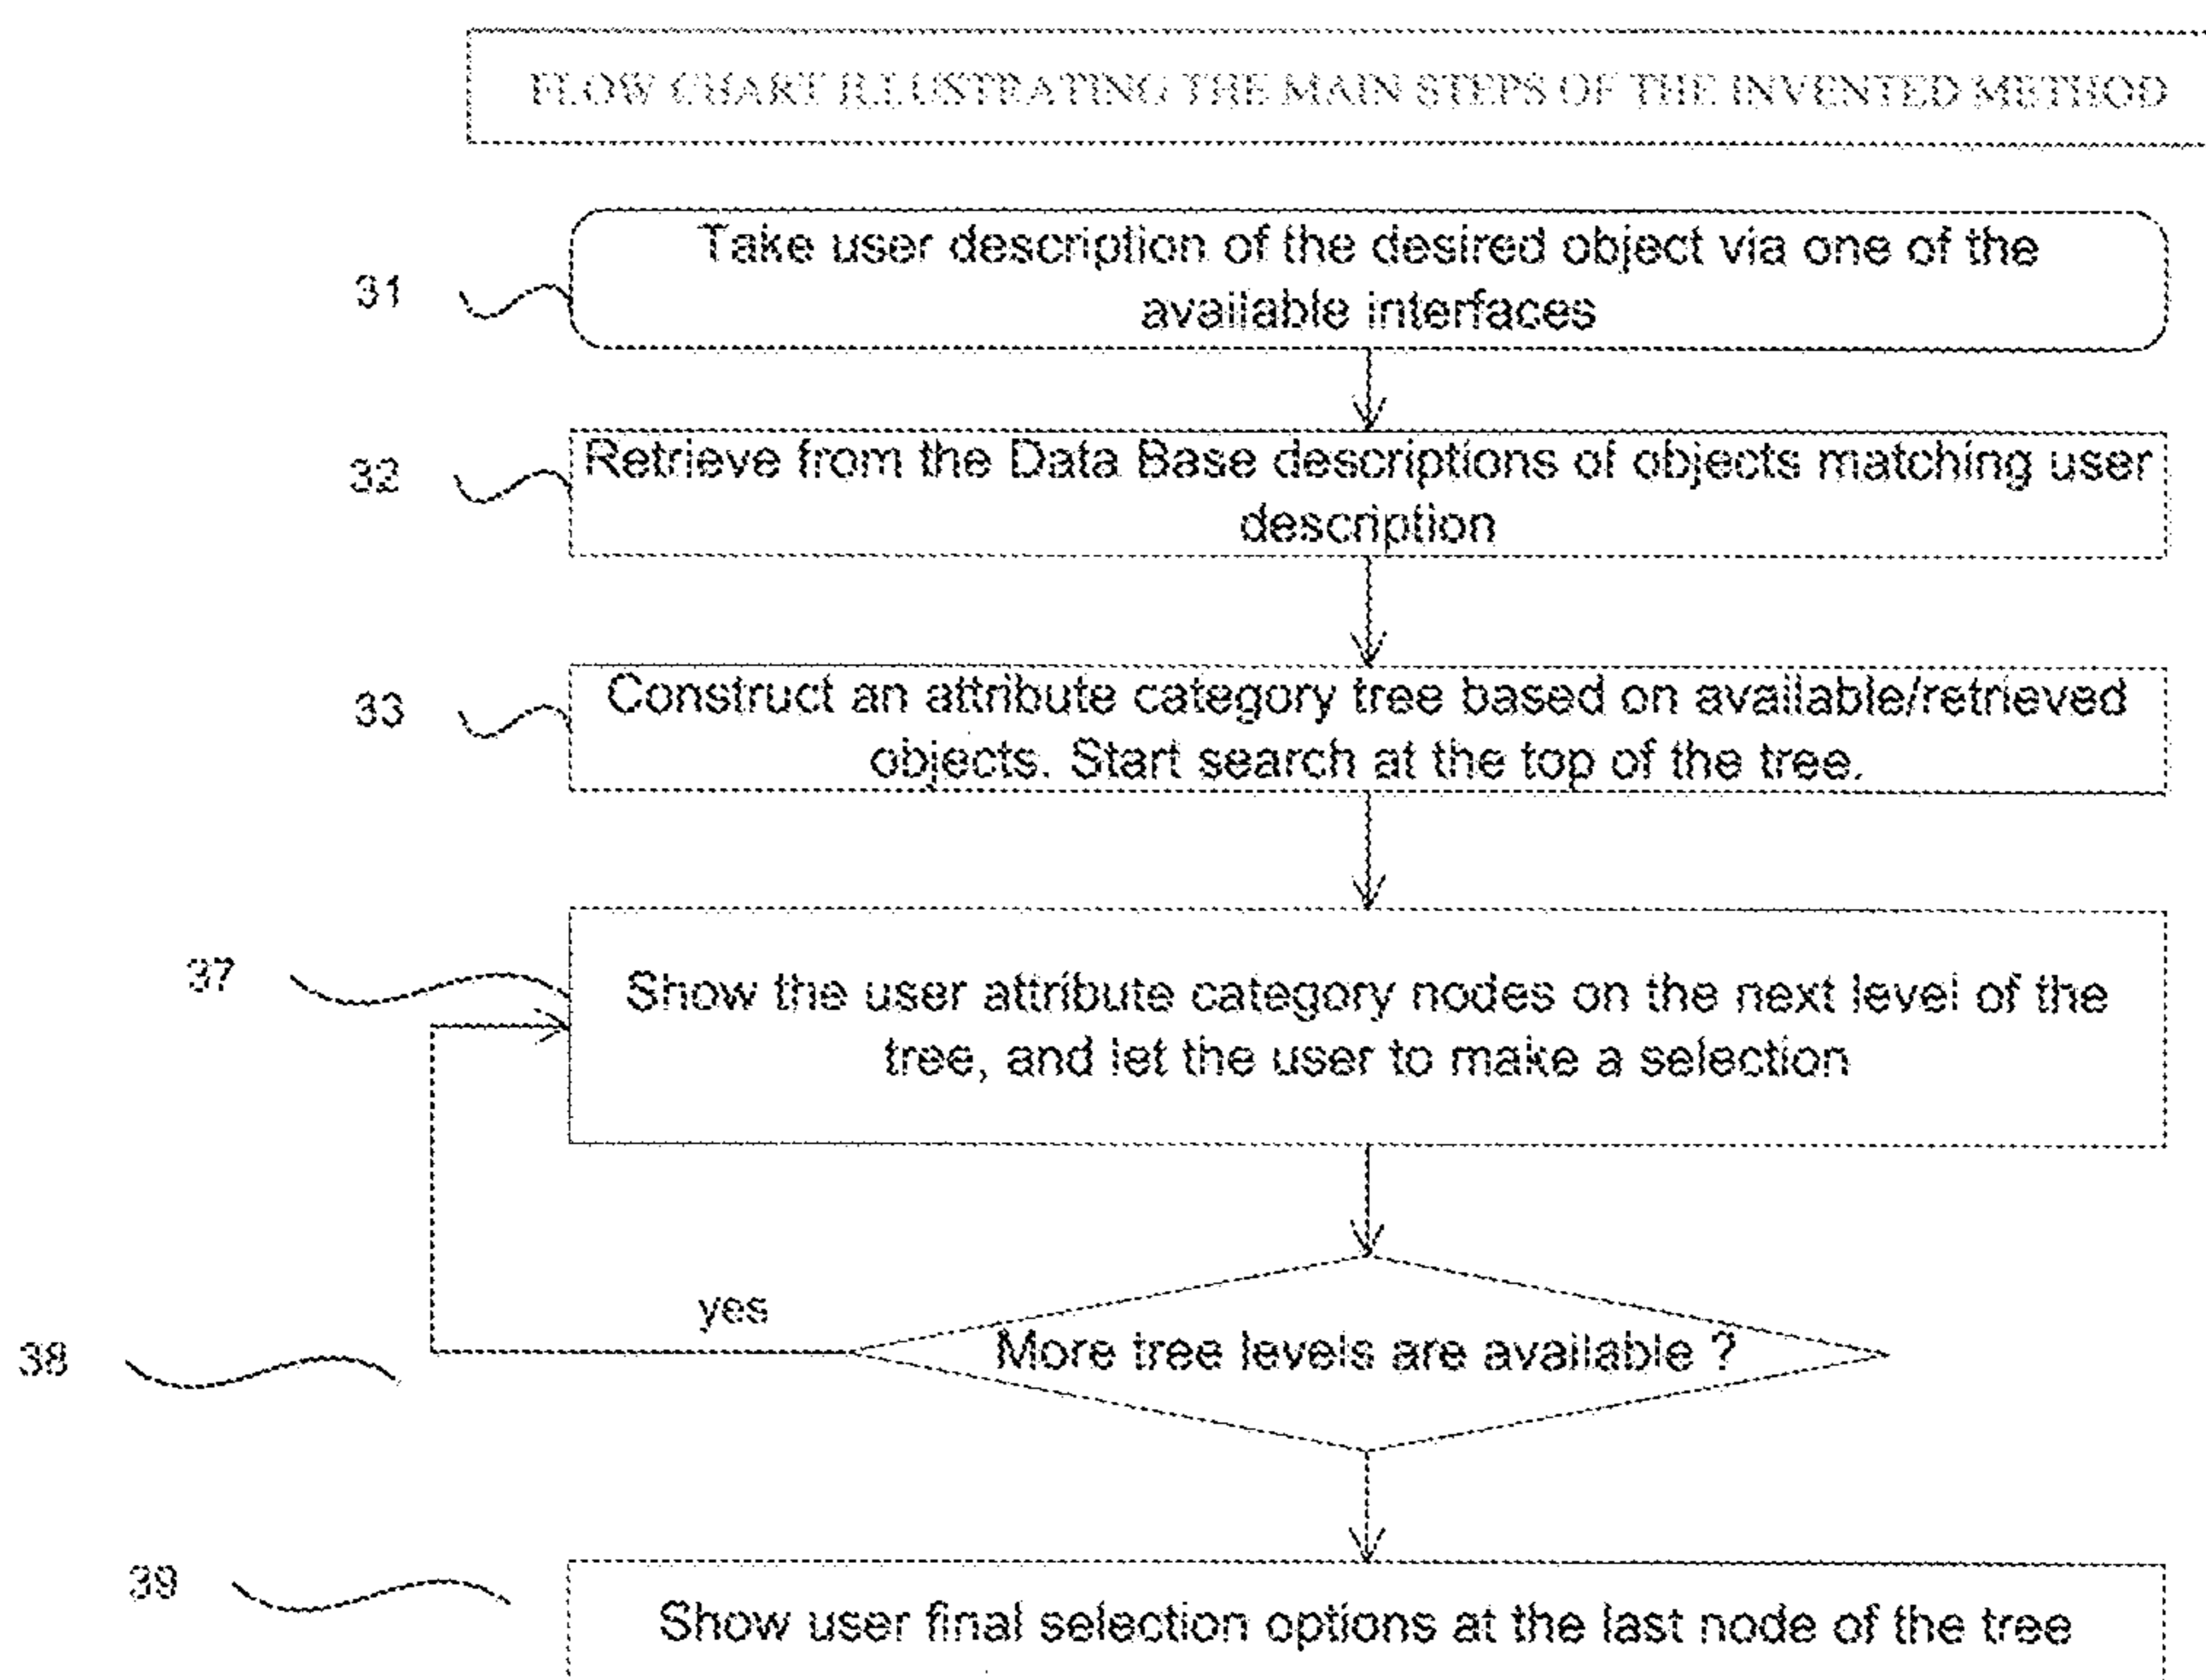 FLOW CHART ILLUSTRATING THE MAIN STEPS OF THE INVENTED METHOD
31
Take user description of the desired object via one of the
available interfaces
32
Retrieve from the Data Base descriptions of objects matching user
description
33
Construct an attribute category tree based on available/retrieved
objects. Start search at the top of the tree.
37
Show the user attribute category nodes on the next level of the
tree, and let the user to make a selection
yes
38
More tree levels are available ?
39
Show user final selection options at the last node of the tree